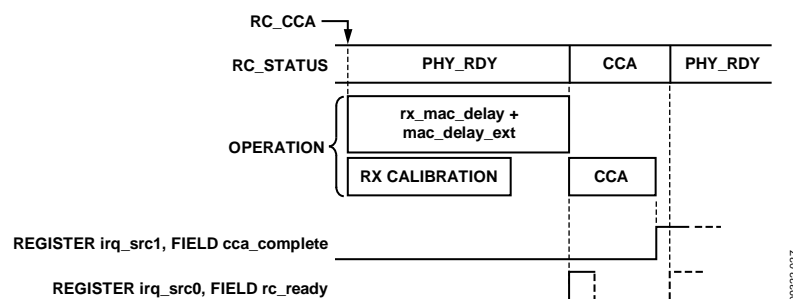 RC_CCA
RC_STATUS
PHY_RDY
CCA
PHY_RDY
OPERATION
rx_mac_delay +
mac_delay_ext
RX CALIBRATION
CCA
REGISTER irq_src1, FIELD cca_complete
REGISTER irq_src0, FIELD rc_ready